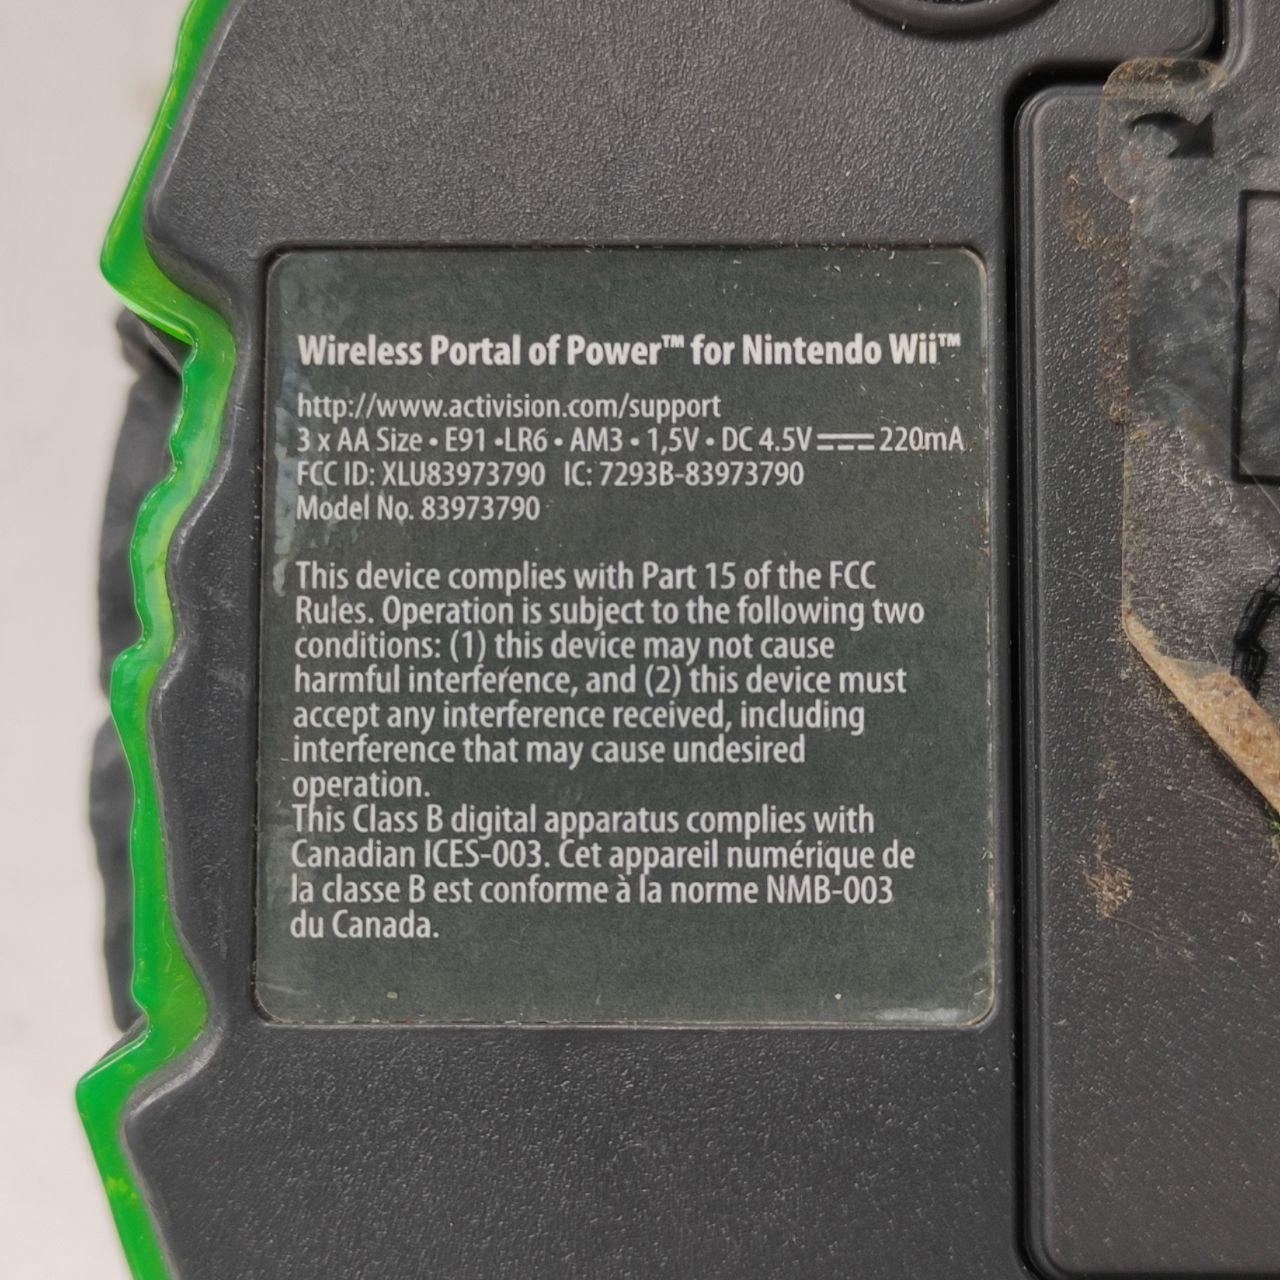 Wireless Portal of Power™ for Nintendo Wii™
http://www.activision.com/support
3 x AA Size • E91 •LR6 • AM3 • 1,5V • DC 4.5V 220mA
FCC ID: XLU83973790 IC: 7293B-83973790
Model No. 83973790
This device complies with Part 15 of the FCC
Rules. Operation is subject to the following two
conditions: (1) this device may not cause
harmful interference, and (2) this device must
accept any interference received, including
interference that may cause undesired
operation.
This Class B digital apparatus complies with
Canadian ICES-003. Cet appareil numérique de
la classe B est conforme à la norme NMB-003
du Canada.